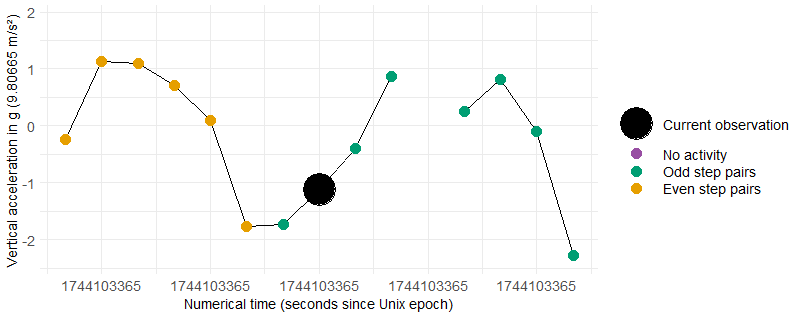 Vertical acceleration in g (9.80665 m/s²)
2
1
0
-1
-2
1744103365 1744103365 1744103365 1744103365 1744103365
Numerical time (seconds since Unix epoch)
Current observation
No activity
Odd step pairs
Even step pairs